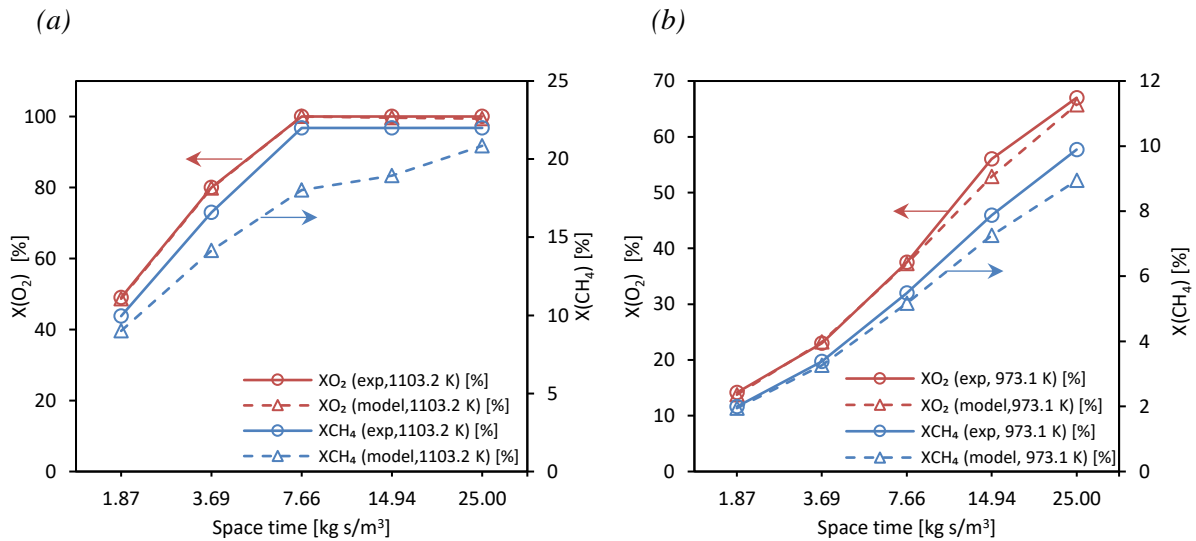 (a)
X(O₂) [%]
100
80
60
40
20
0
25
20
15
10
5
0
X(CH₄) [%]
XO₂ (exp,1103.2 K) [%]
XO₂ (model,1103.2 K) [%]
XCH₄ (exp,1103.2 K) [%]
XCH₄ (model,1103.2 K) [%]
1.87 3.69 7.66 14.94 25.00
Space time [kg s/m³]
(b)
X(O₂) [%]
70
60
50
40
30
20
10
0
12
10
8
6
4
2
0
X(CH₄) [%]
XO₂ (exp, 973.1 K) [%]
XO₂ (model,973.1 K) [%]
XCH₄ (exp, 973.1 K) [%]
XCH₄ (model, 973.1 K) [%]
1.87 3.69 7.66 14.94 25.00
Space time [kg s/m³]